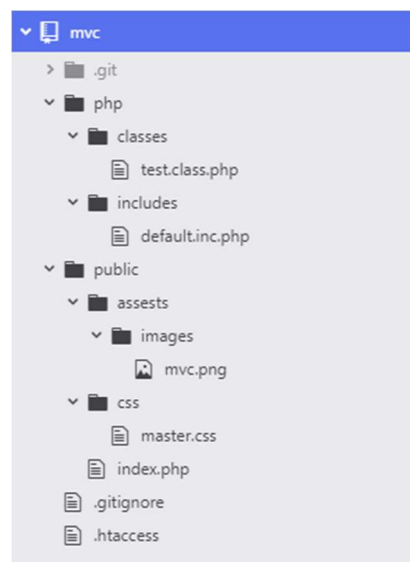 mvc
.git
php
classes
test.class.php
includes
default.inc.php
public
assests
images
mvc.png
css
master.css
index.php
.gitignore
.htaccess